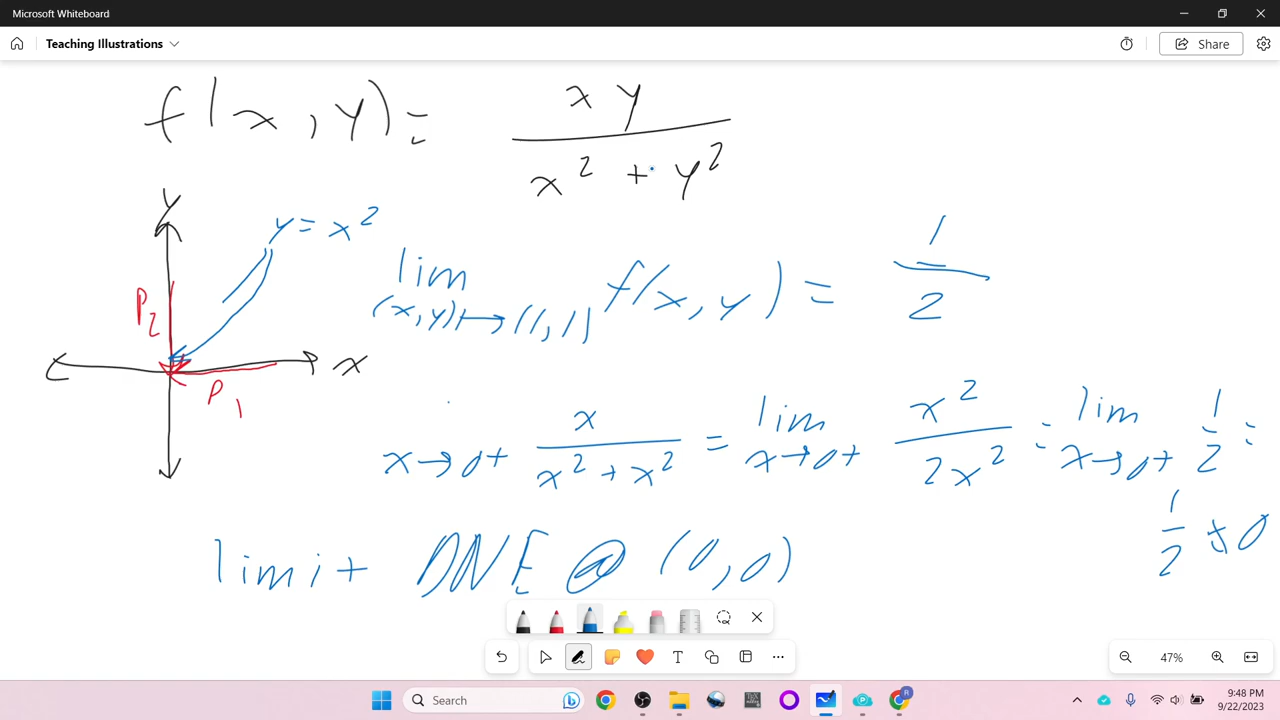 Microsoft Whiteboard
Teaching Illustrations
Share
f(x,y) = xy / x² + y²
y
y = x²
lim (x,y)→(1,1) f(x,y) = 1/2
P2
x
P1
x→0+ x / x² + x² = lim x→0+ x² / 2x² = lim x→0+ 1/2 =
1/2 ≠ 0
limit DNE @ (0,0)
47%
Search
9:48 PM
9/22/2023